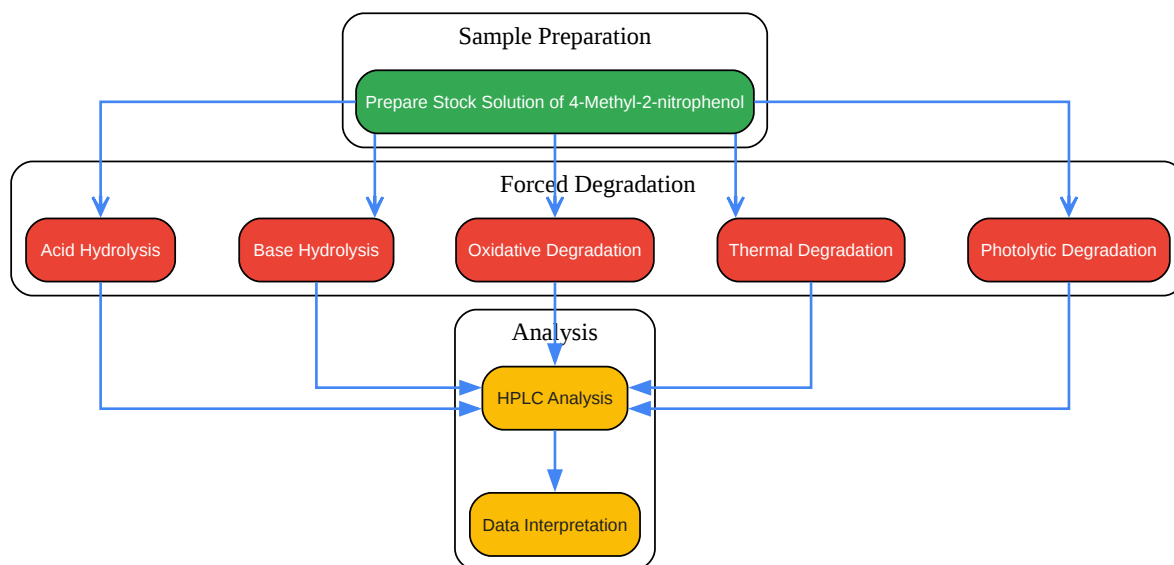 Sample Preparation
Prepare Stock Solution of 4-Methyl-2-nitrophenol
Forced Degradation
Acid Hydrolysis
Base Hydrolysis
Oxidative Degradation
Thermal Degradation
Photolytic Degradation
Analysis
HPLC Analysis
Data Interpretation